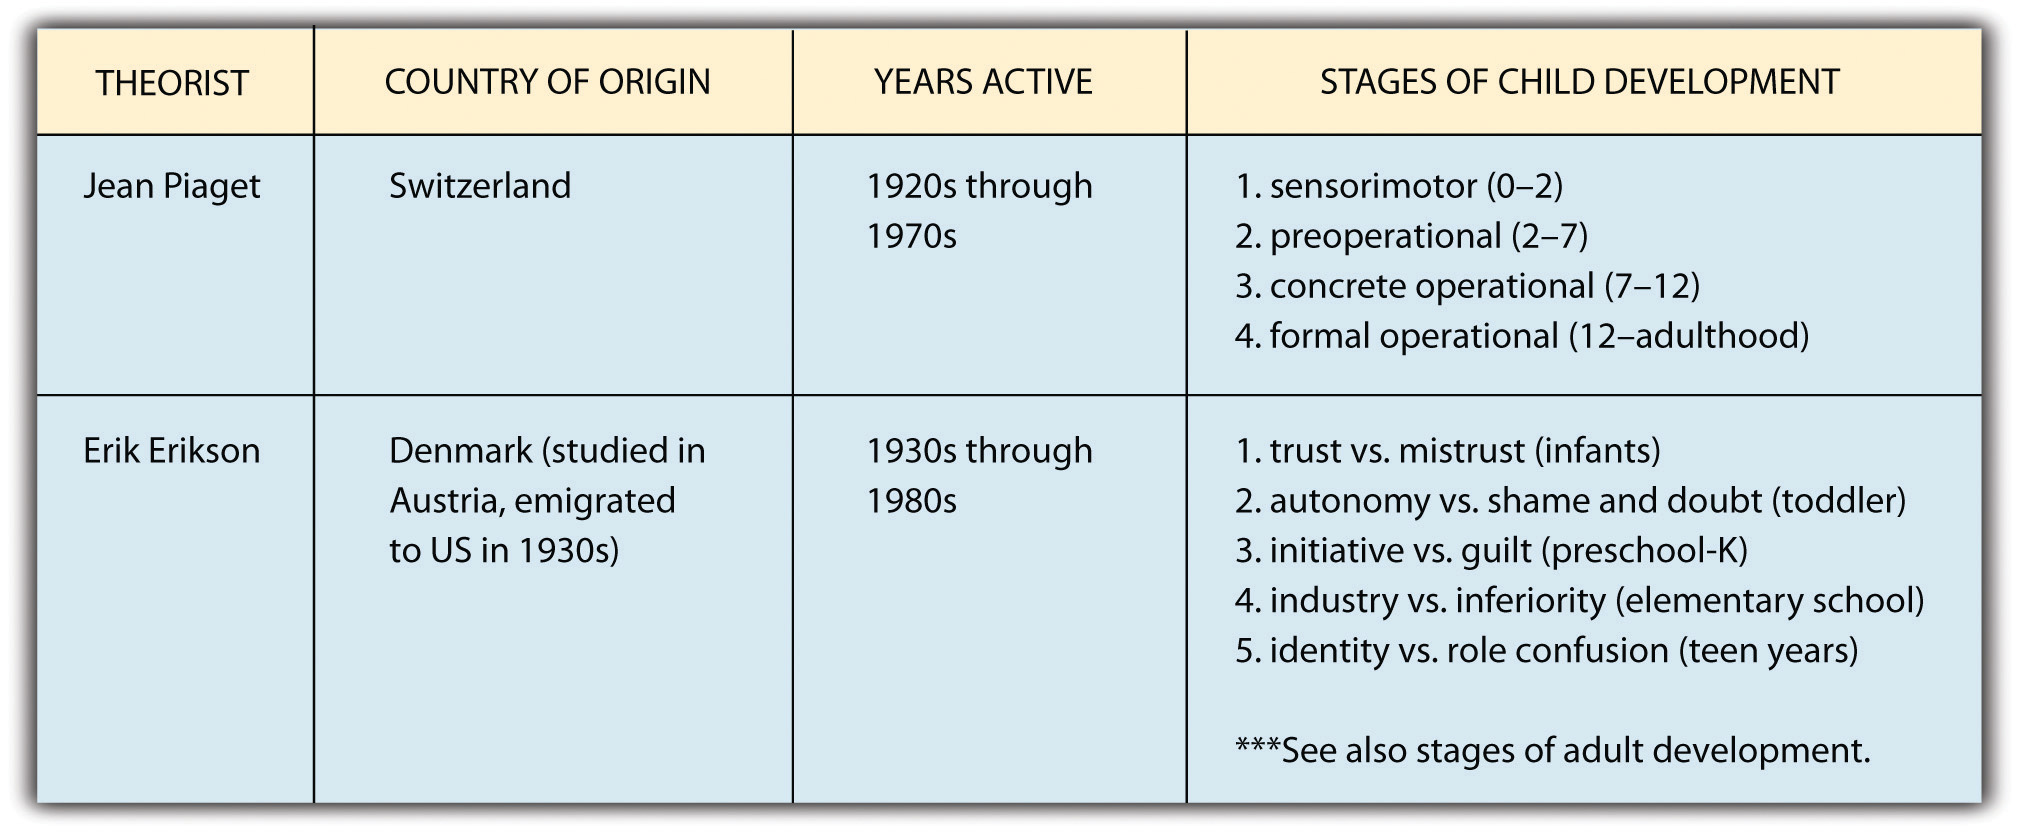 THEORIST
COUNTRY OF ORIGIN
YEARS ACTIVE
STAGES OF CHILD DEVELOPMENT
Jean Piaget
Switzerland
1920s through
1970s
1. sensorimotor (0–2)
2. preoperational (2–7)
3. concrete operational (7–12)
4. formal operational (12–adulthood)
Erik Erikson
Denmark (studied in
Austria, emigrated
to US in 1930s)
1930s through
1980s
1. trust vs. mistrust (infants)
2. autonomy vs. shame and doubt (toddler)
3. initiative vs. guilt (preschool-K)
4. industry vs. inferiority (elementary school)
5. identity vs. role confusion (teen years)
***See also stages of adult development.